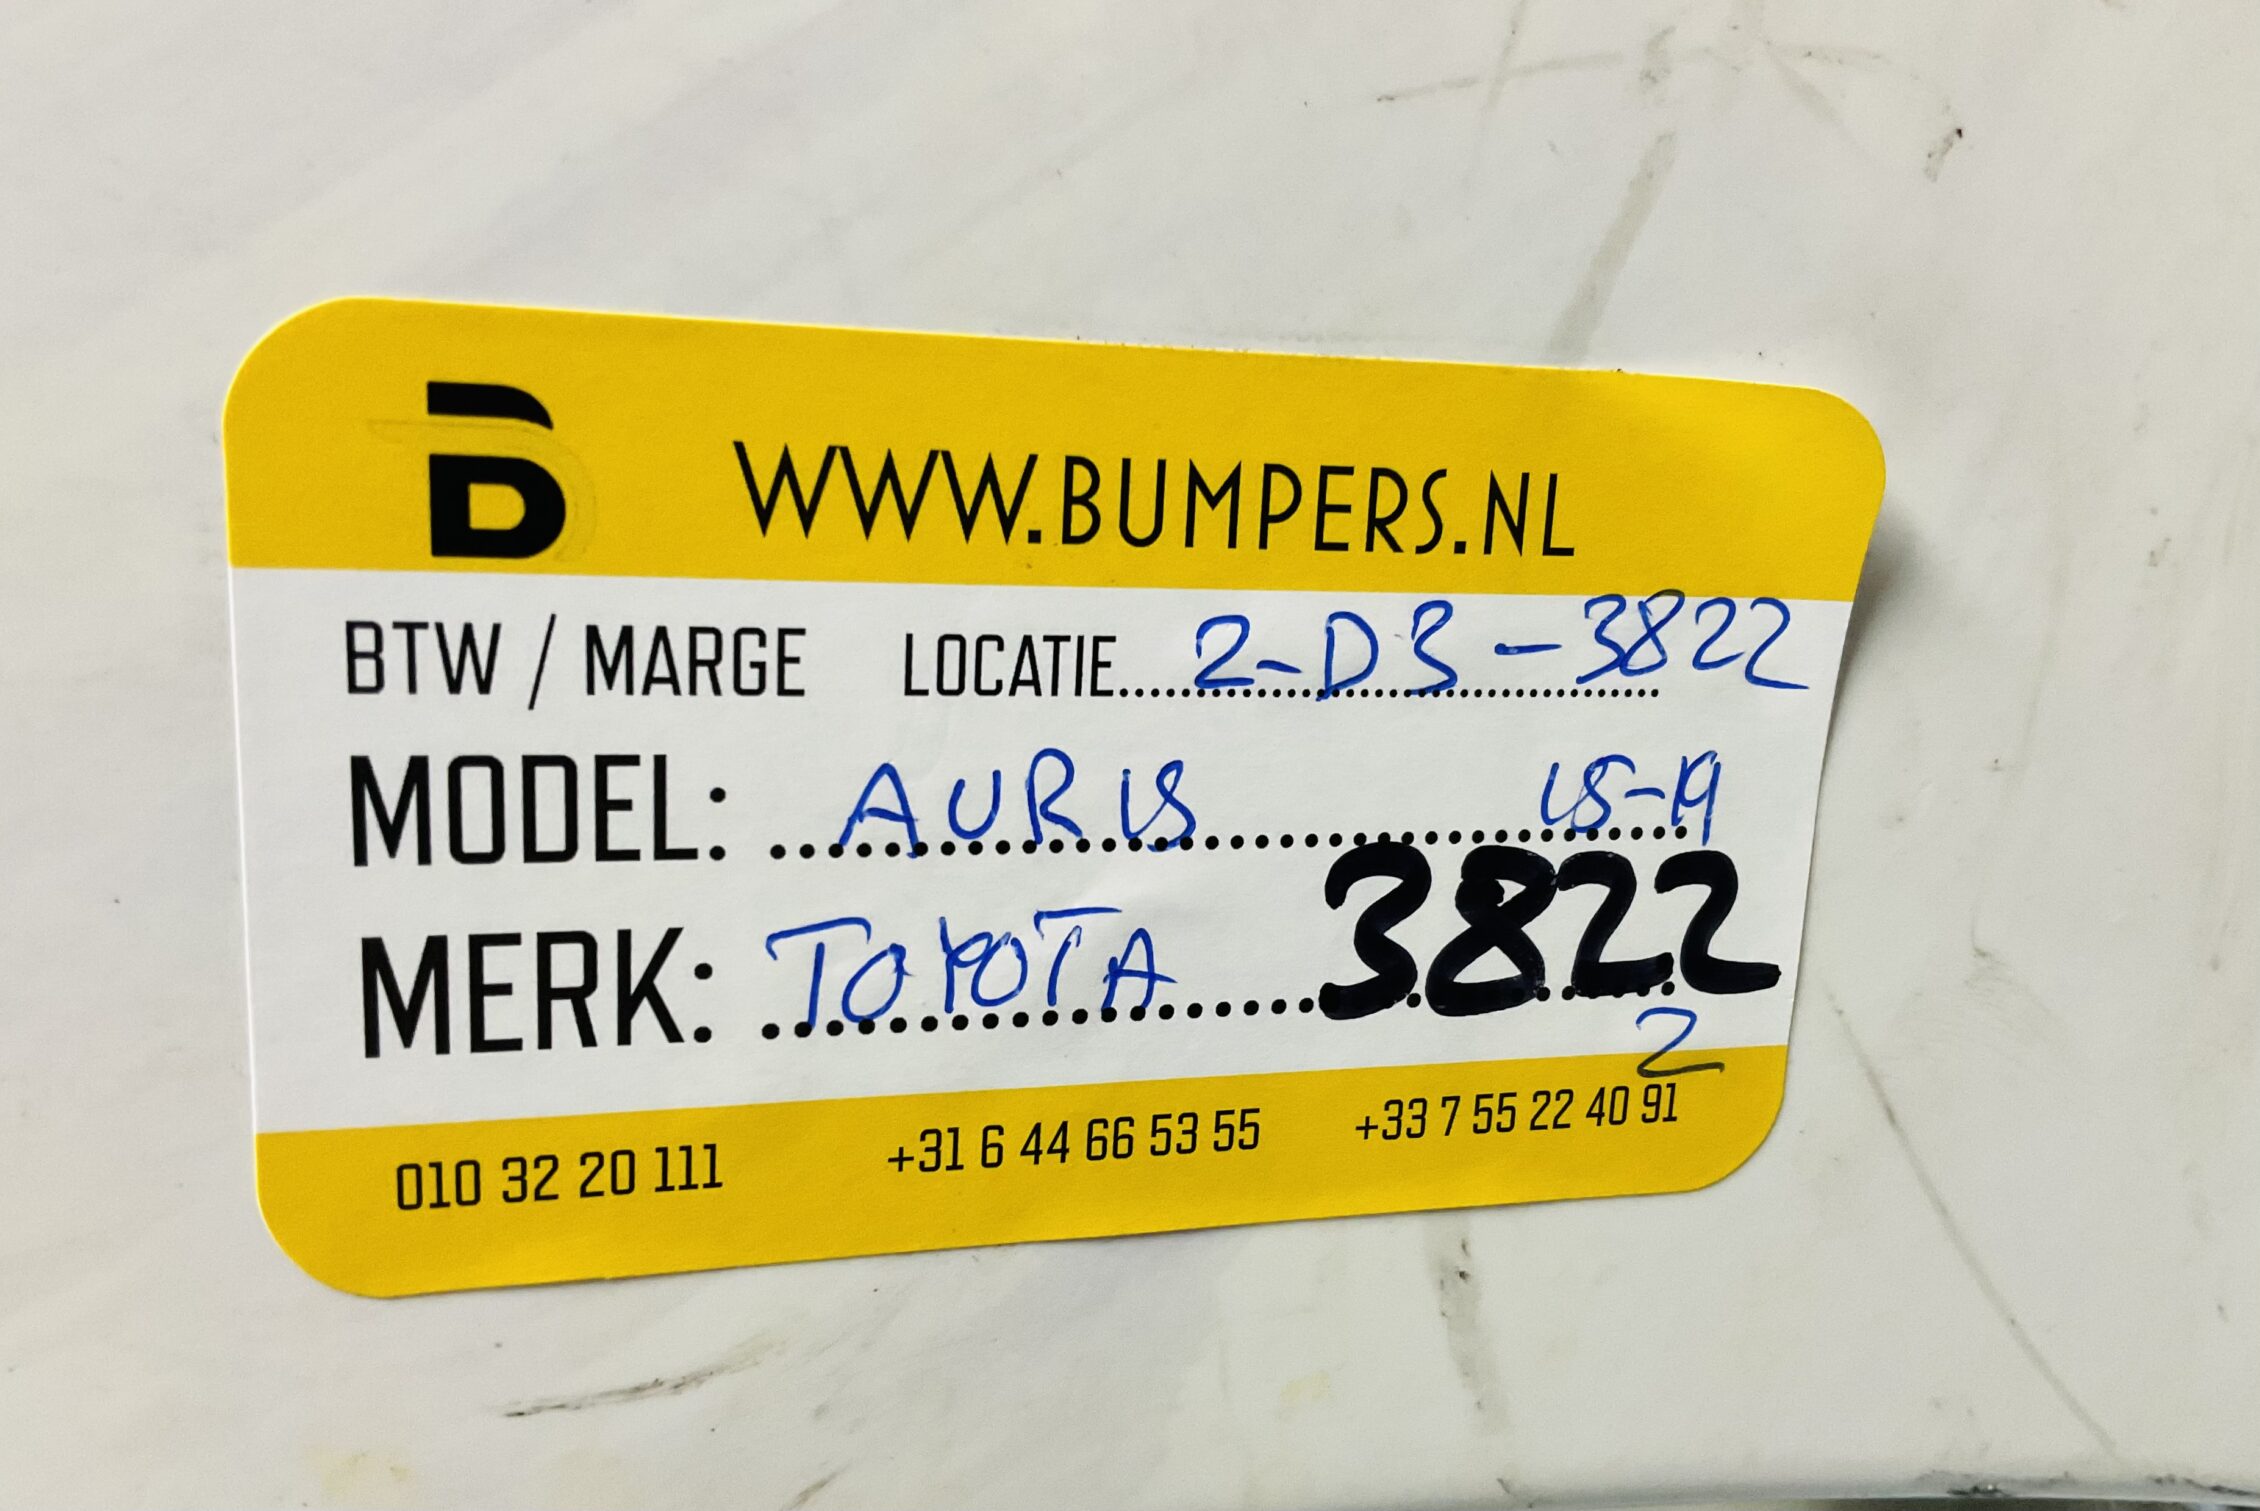 B WWW.BUMPERS.NL
BTW / MARGE LOCATIE 2-D3-3822
MODEL: AURIS 15-19
MERK: TOYOTA 3822
2
010 32 20 111 +31 6 44 66 53 55 +33 7 55 22 40 91